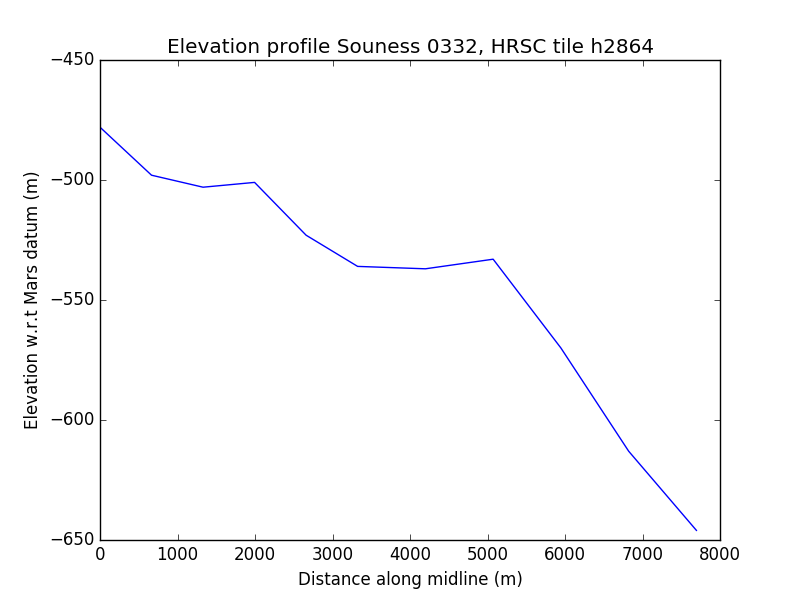 Elevation profile Souness 0332, HRSC tile h2864
Elevation w.r.t Mars datum (m)
−450
−500
−550
−600
−650
0 1000 2000 3000 4000 5000 6000 7000 8000
Distance along midline (m)